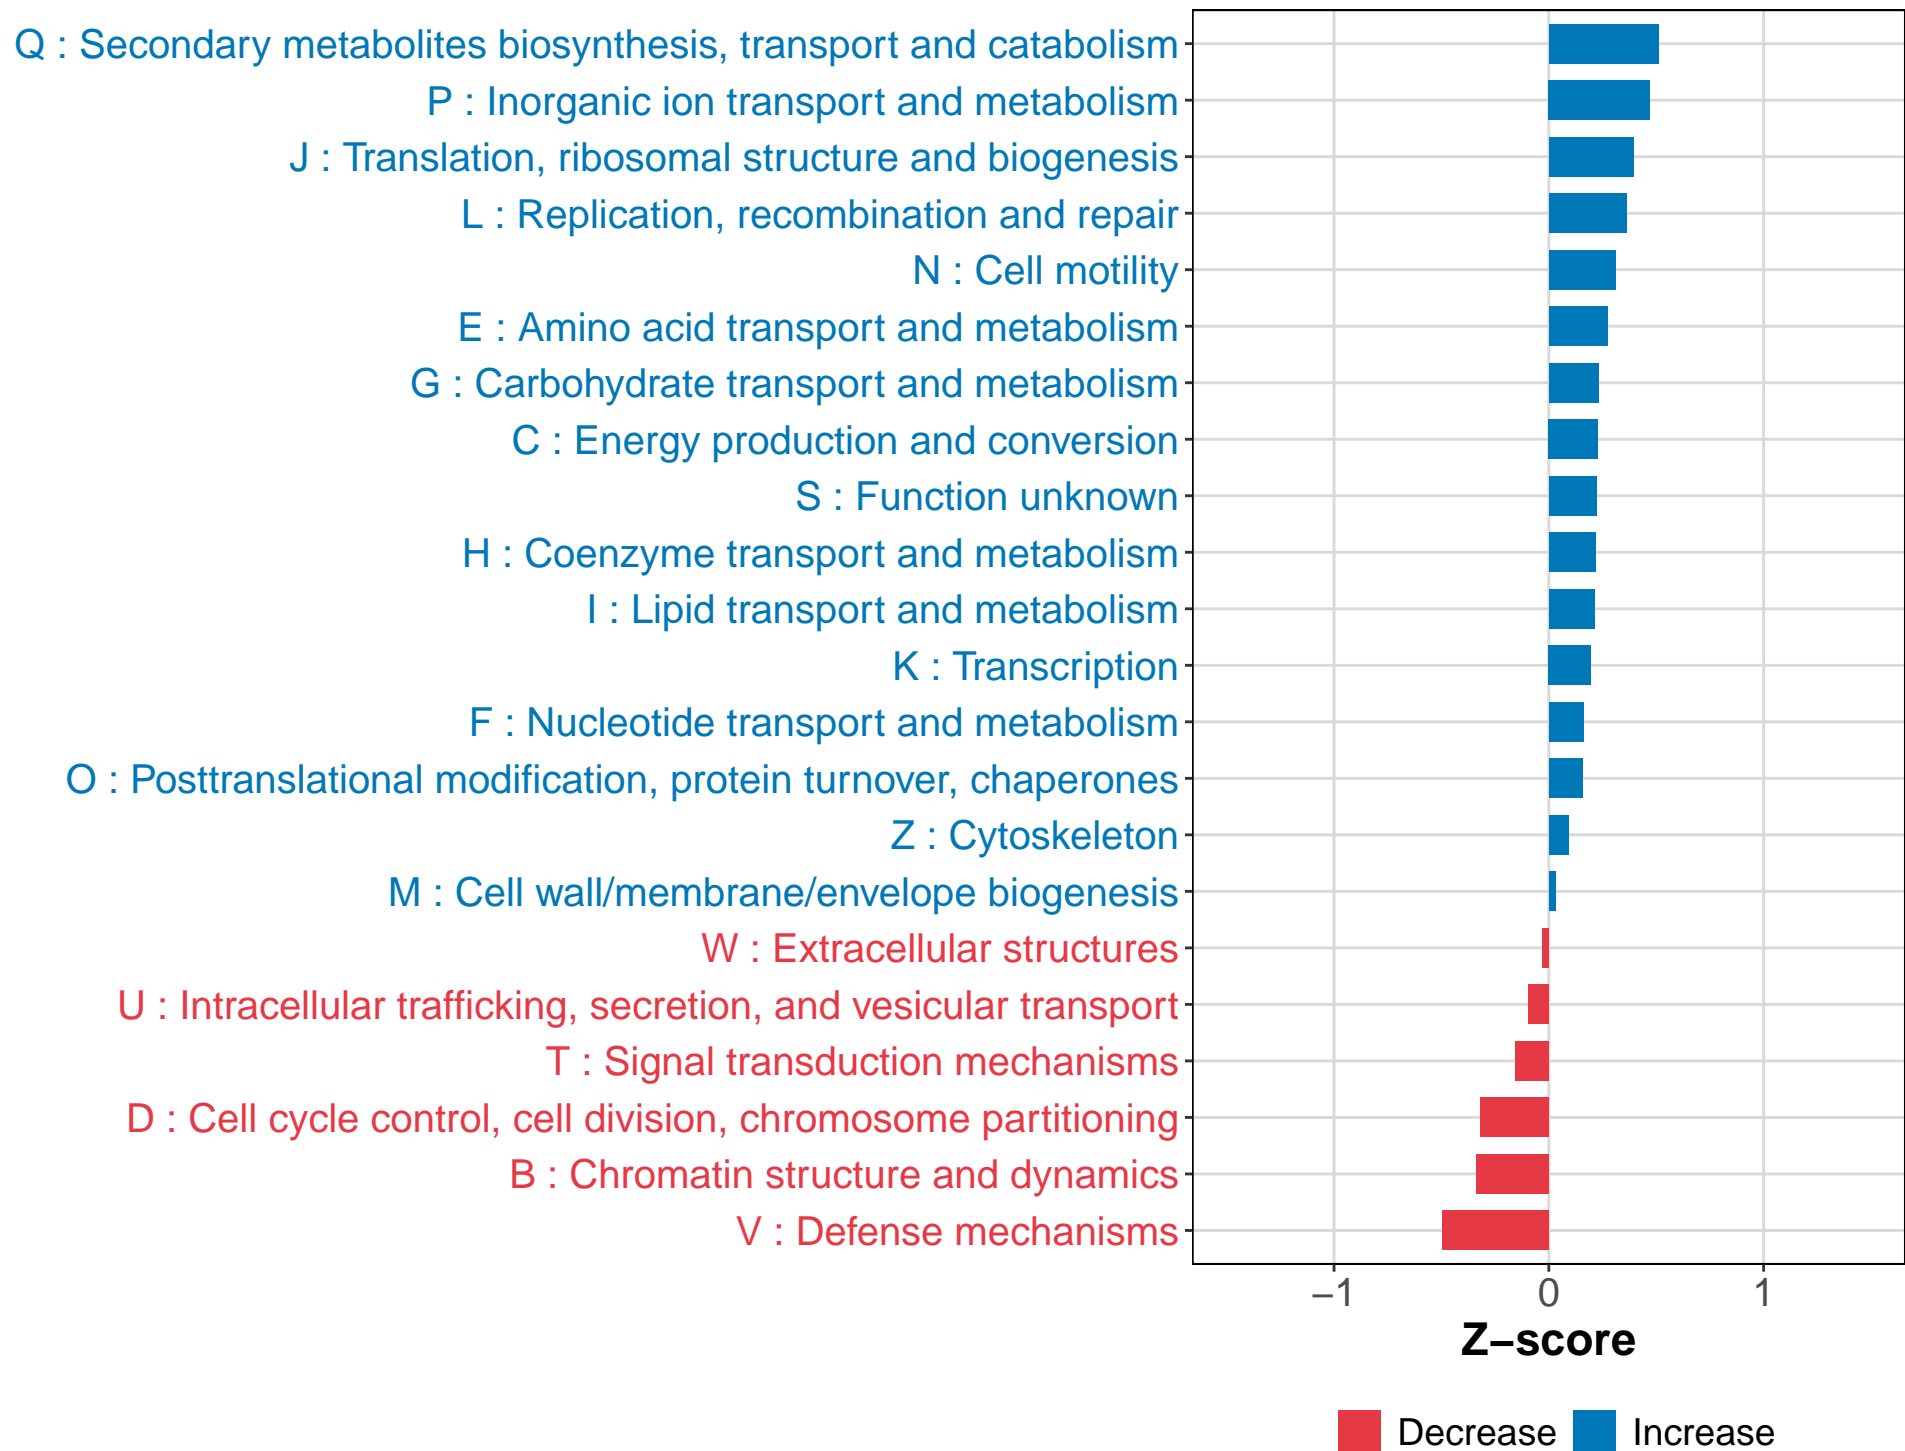 Q : Secondary metabolites biosynthesis, transport and catabolism
P : Inorganic ion transport and metabolism
J : Translation, ribosomal structure and biogenesis
L : Replication, recombination and repair
N : Cell motility
E : Amino acid transport and metabolism
G : Carbohydrate transport and metabolism
C : Energy production and conversion
S : Function unknown
H : Coenzyme transport and metabolism
I : Lipid transport and metabolism
K : Transcription
F : Nucleotide transport and metabolism
O : Posttranslational modification, protein turnover, chaperones
Z : Cytoskeleton
M : Cell wall/membrane/envelope biogenesis
W : Extracellular structures
U : Intracellular trafficking, secretion, and vesicular transport
T : Signal transduction mechanisms
D : Cell cycle control, cell division, chromosome partitioning
B : Chromatin structure and dynamics
V : Defense mechanisms
−1 0 1
Z−score
Decrease Increase